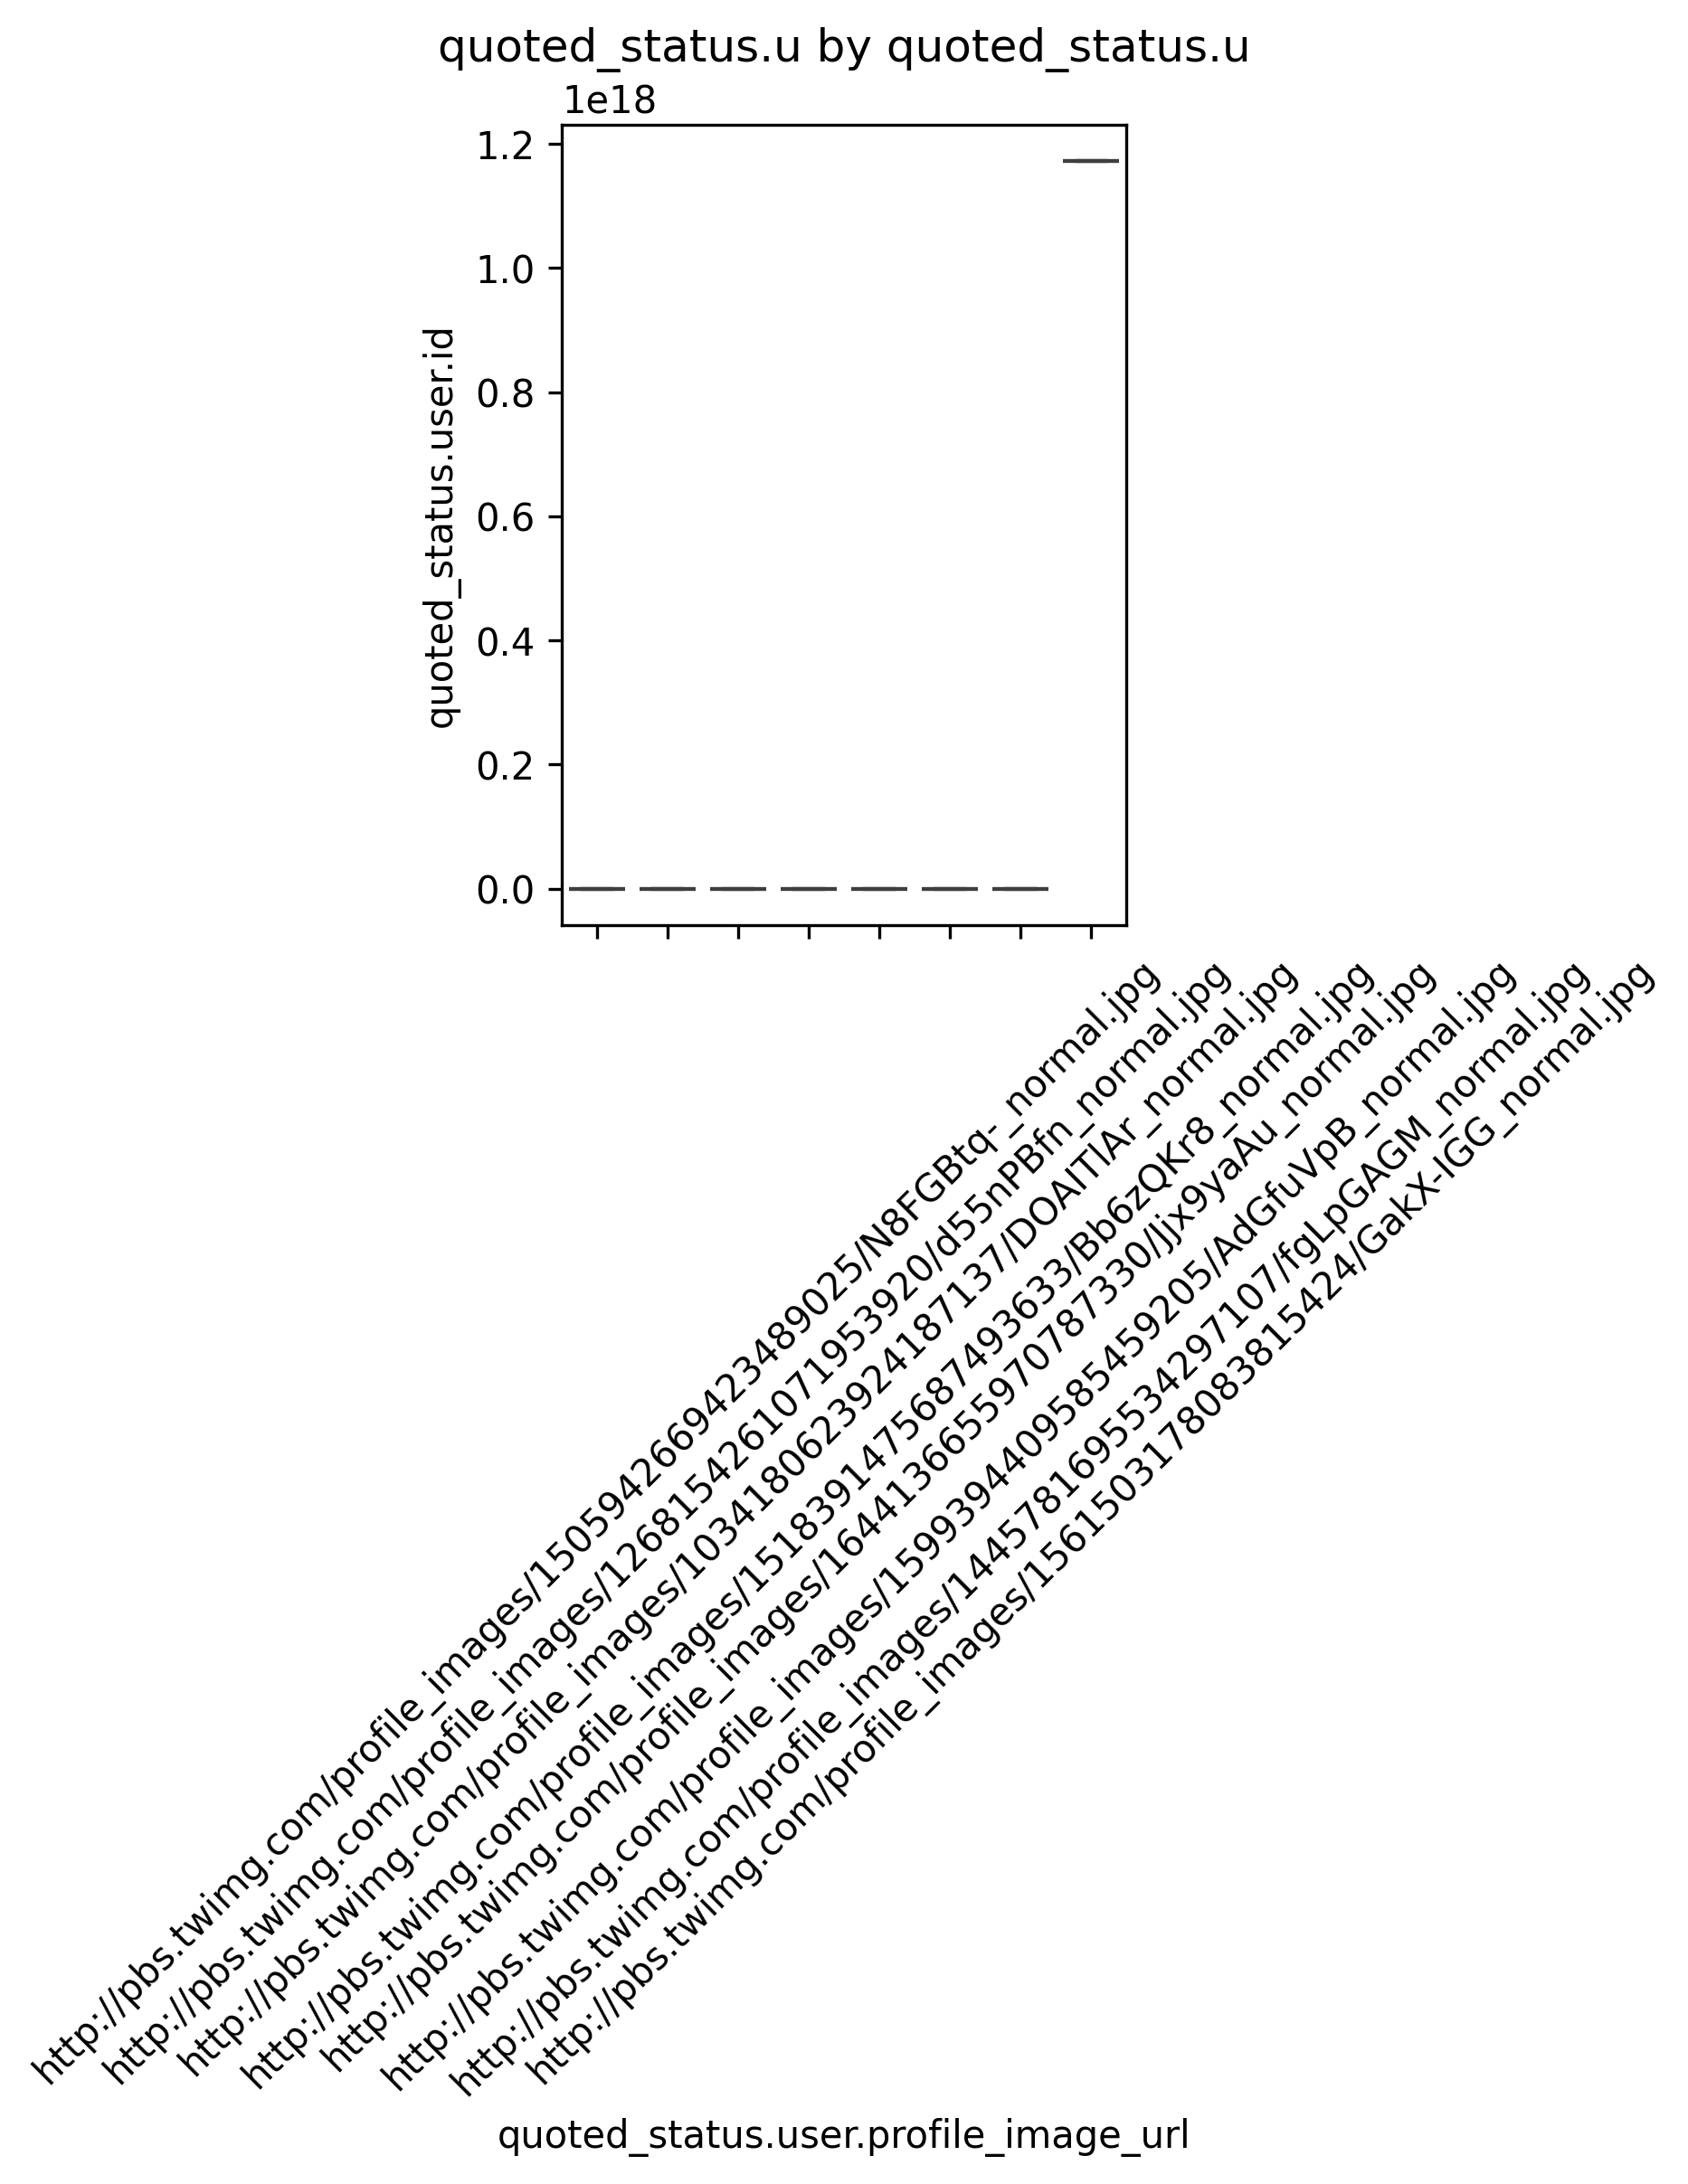 quoted_status.u by quoted_status.u
1e18
1.2
1.0
0.8
0.6
0.4
0.2
0.0
quoted_status.user.id
http://pbs.twimg.com/profile_images/1505942669423489025/N8FGBtq-_normal.jpg
http://pbs.twimg.com/profile_images/1268154261071953920/d55nPBfn_normal.jpg
http://pbs.twimg.com/profile_images/1034180623924187137/DOAITlAr_normal.jpg
http://pbs.twimg.com/profile_images/1518391475687493633/Bb6zQKr8_normal.jpg
http://pbs.twimg.com/profile_images/1644136655970787330/Jjx9yaAu_normal.jpg
http://pbs.twimg.com/profile_images/1599394409585459205/AdGfuVpB_normal.jpg
http://pbs.twimg.com/profile_images/1445781695534297107/fgLpGAGM_normal.jpg
http://pbs.twimg.com/profile_images/1561503178083815424/GakX-IGG_normal.jpg
quoted_status.user.profile_image_url